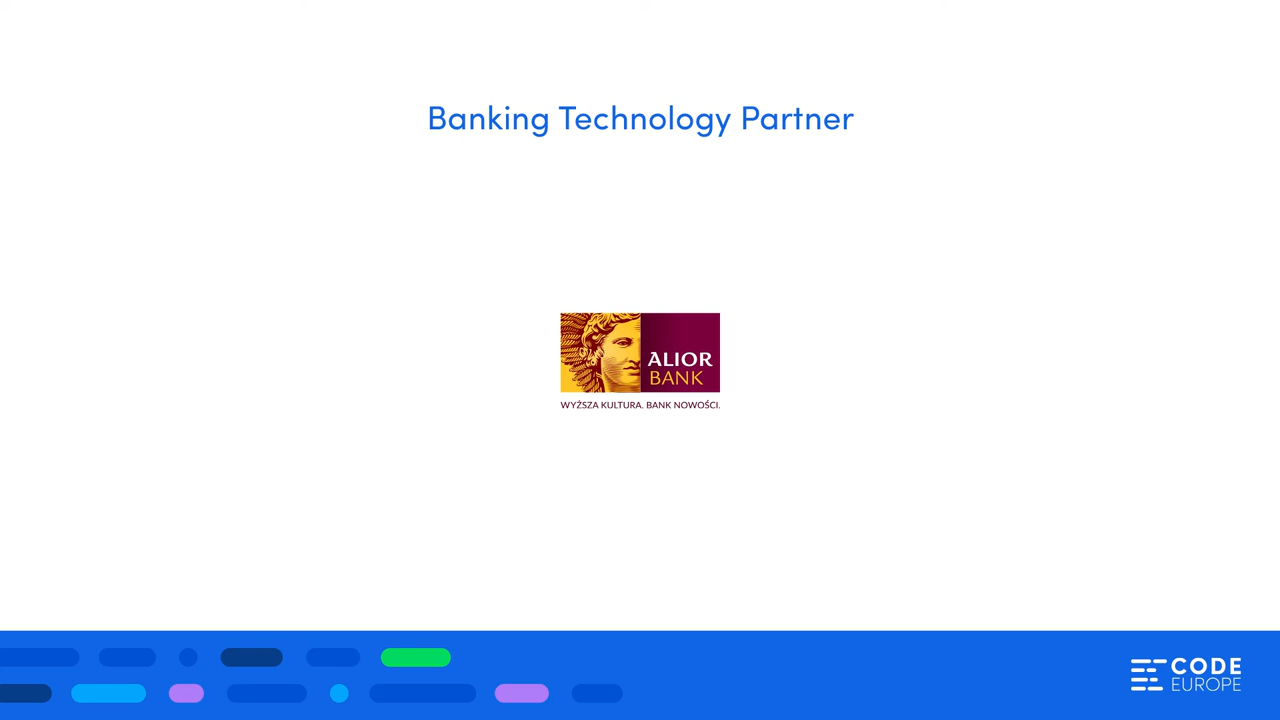 Banking Technology Partner
ALIOR
BANK
WYŻSZA KULTURA. BANK NOWOŚCI.
CODE
EUROPE